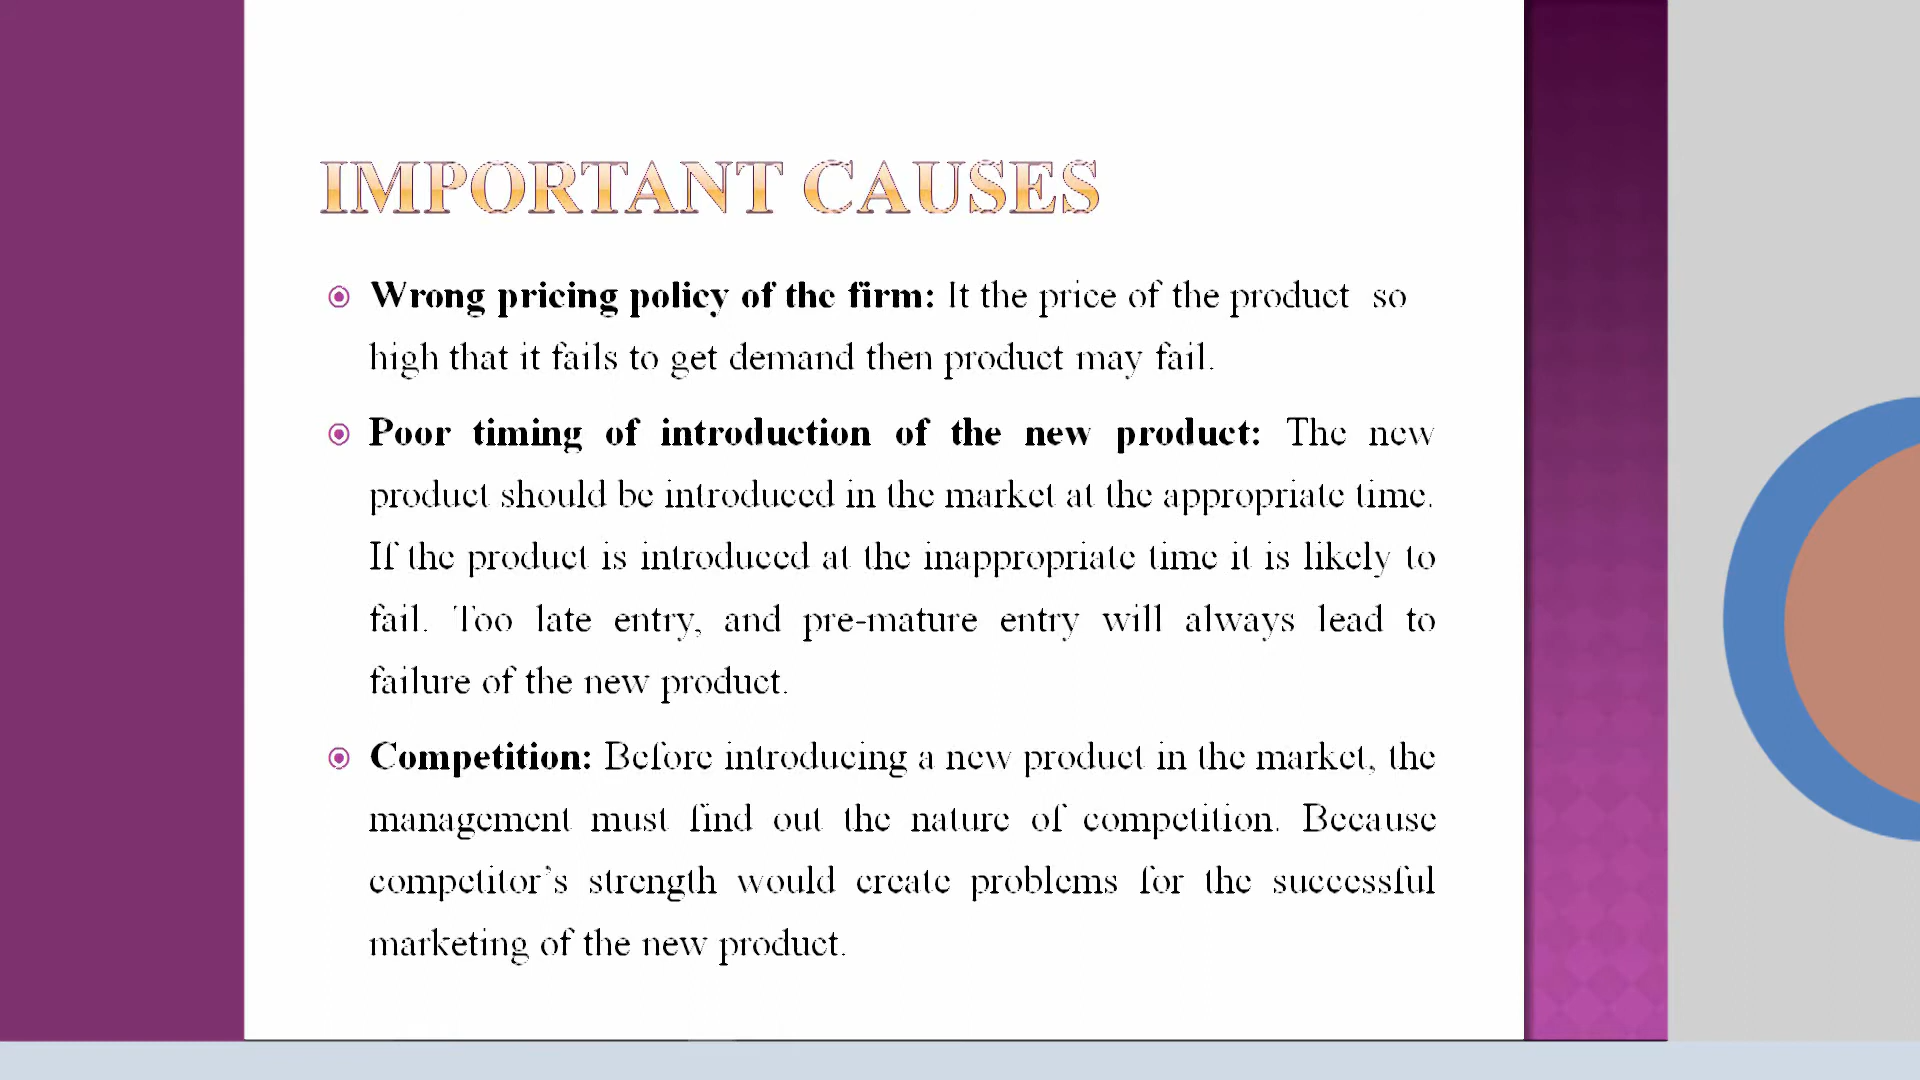 IMPORTANT CAUSES
Wrong pricing policy of the firm: It the price of the product so
high that it fails to get demand then product may fail.
Poor timing of introduction of the new product: The new
product should be introduced in the market at the appropriate time.
If the product is introduced at the inappropriate time it is likely to
fail. Too late entry, and pre-mature entry will always lead to
failure of the new product.
Competition: Before introducing a new product in the market, the
management must find out the nature of competition. Because
competitor's strength would create problems for the successful
marketing of the new product.